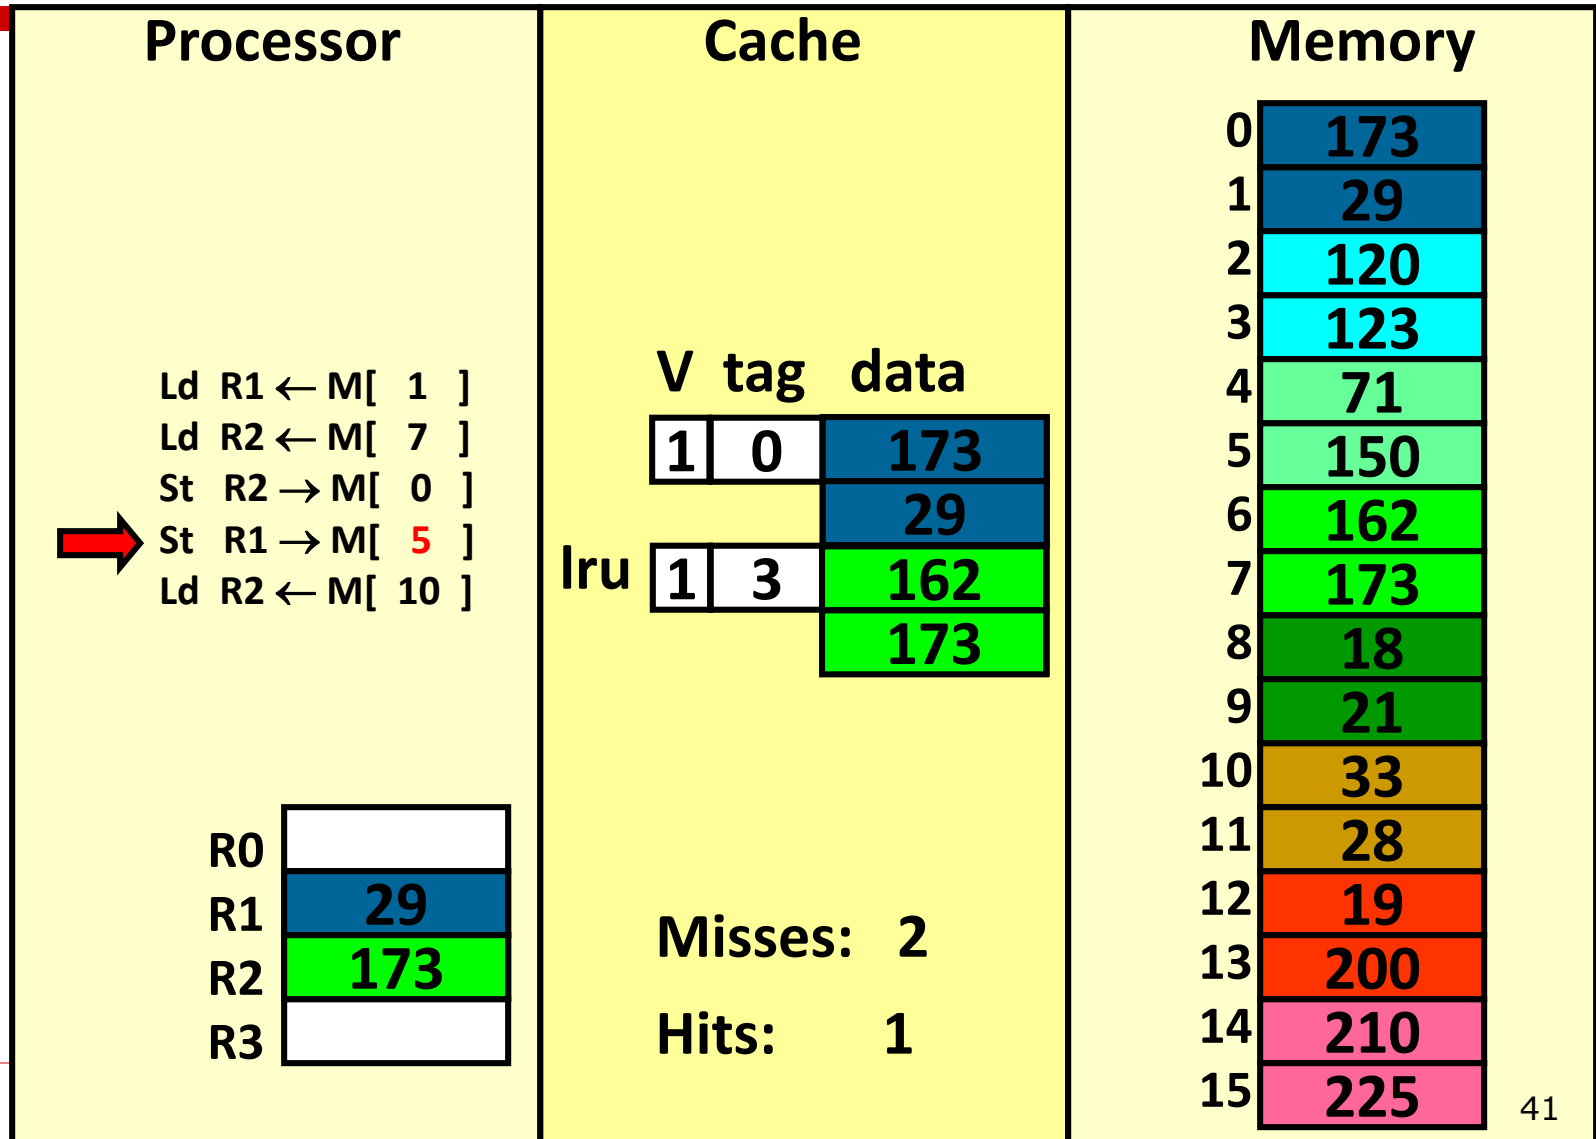 Processor
Ld R1 ← M[ 1 ]
Ld R2 ← M[ 7 ]
St R2 → M[ 0 ]
St R1 → M[ 5 ]
Ld R2 ← M[ 10 ]
R0
R1 29
R2 173
R3
Cache
V tag data
1 0 173
29
lru 1 3 162
173
Misses: 2
Hits: 1
Memory
0 173
1 29
2 120
3 123
4 71
5 150
6 162
7 173
8 18
9 21
10 33
11 28
12 19
13 200
14 210
15 225
41